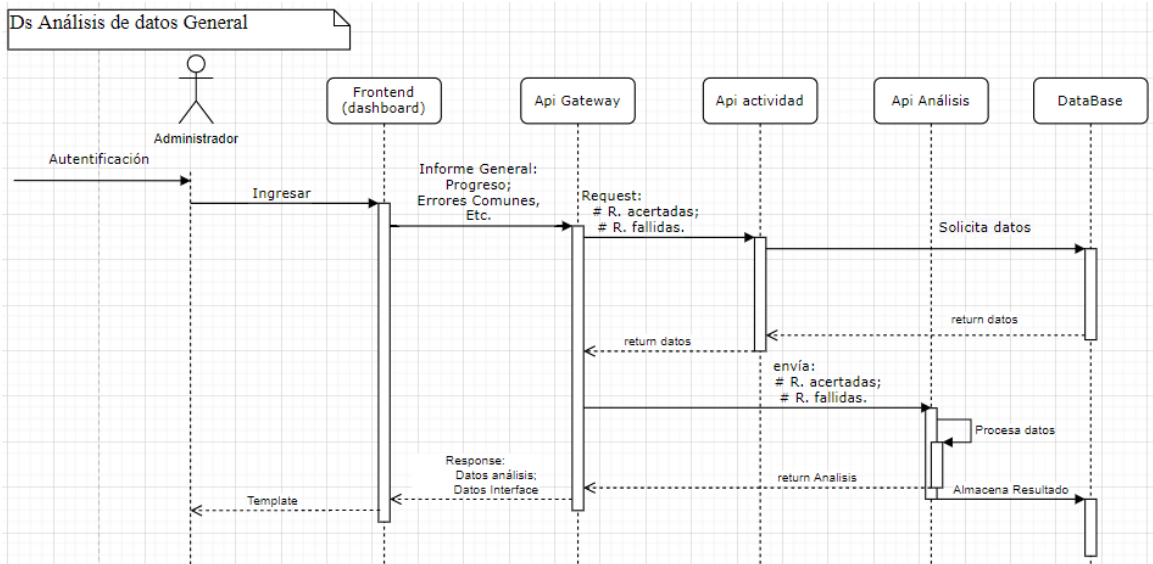 Ds Análisis de datos General
Administrador
Frontend
(dashboard)
Api Gateway
Api actividad
Api Análisis
DataBase
Autentificación
Ingresar
Informe General:
Progreso;
Errores Comunes,
Etc.
Request:
# R. acertadas;
# R. fallidas.
Solicita datos
return datos
return datos
envía:
# R. acertadas;
# R. fallidas.
Procesa datos
return Analisis
Almacena Resultado
Response:
Datos análisis;
Datos Interface
Template